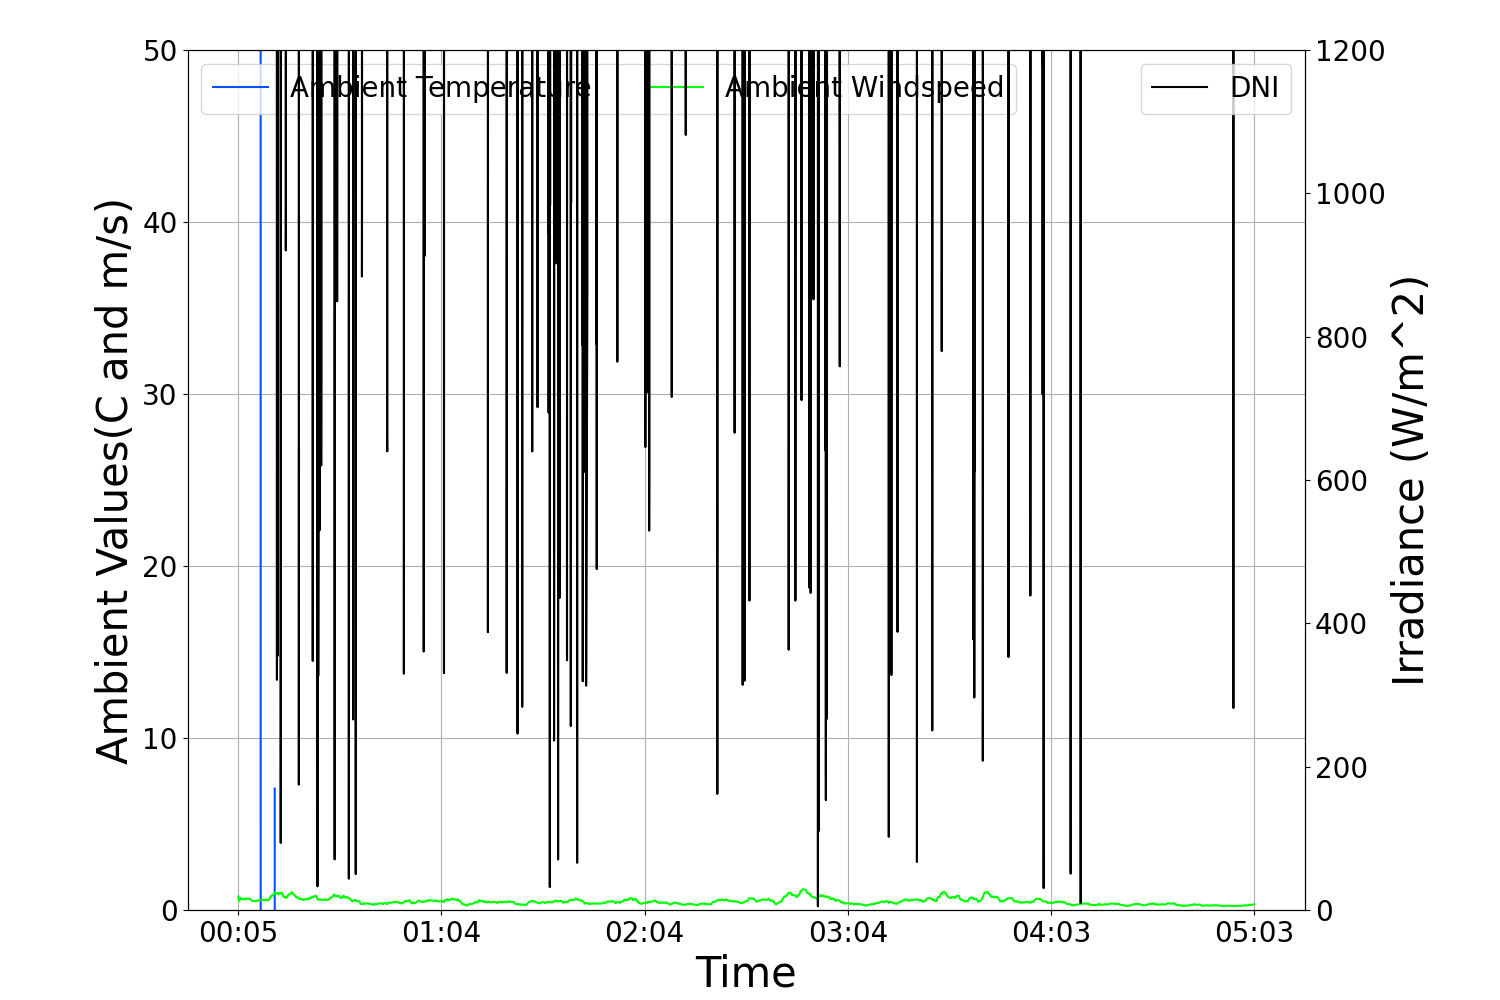 50
40
30
20
10
0
Ambient Values(C and m/s)
Ambient Temperature
Ambient Windspeed
DNI
1200
1000
800
600
400
200
0
Irradiance (W/m^2)
00:05 01:04 02:04 03:04 04:03 05:03
Time